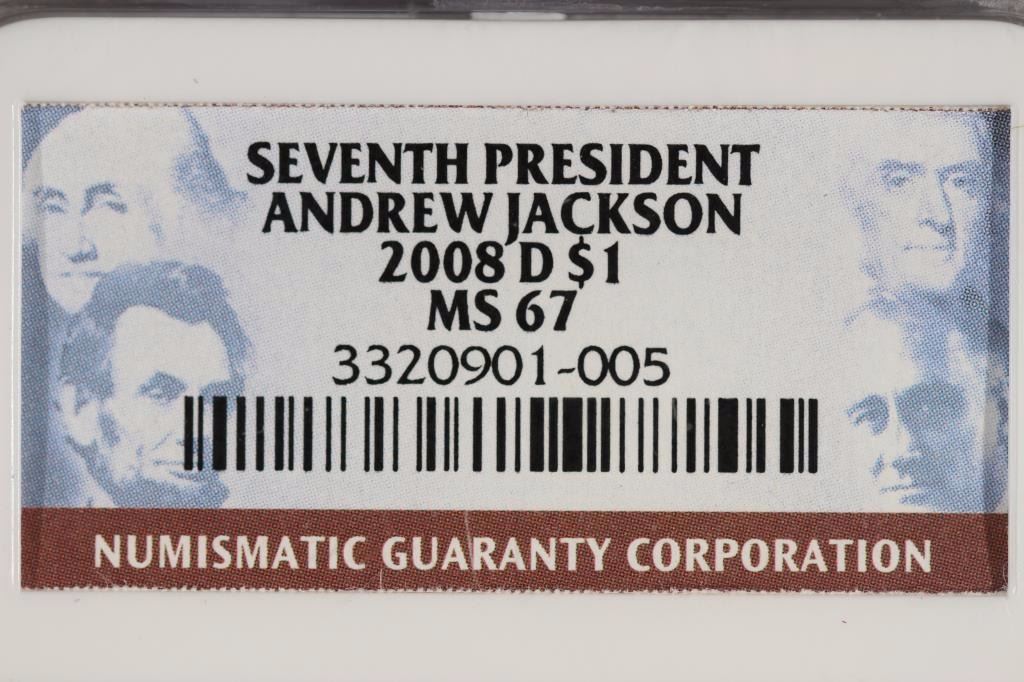 SEVENTH PRESIDENT
ANDREW JACKSON
2008 D $1
MS 67
3320901-005
NUMISMATIC GUARANTY CORPORATION